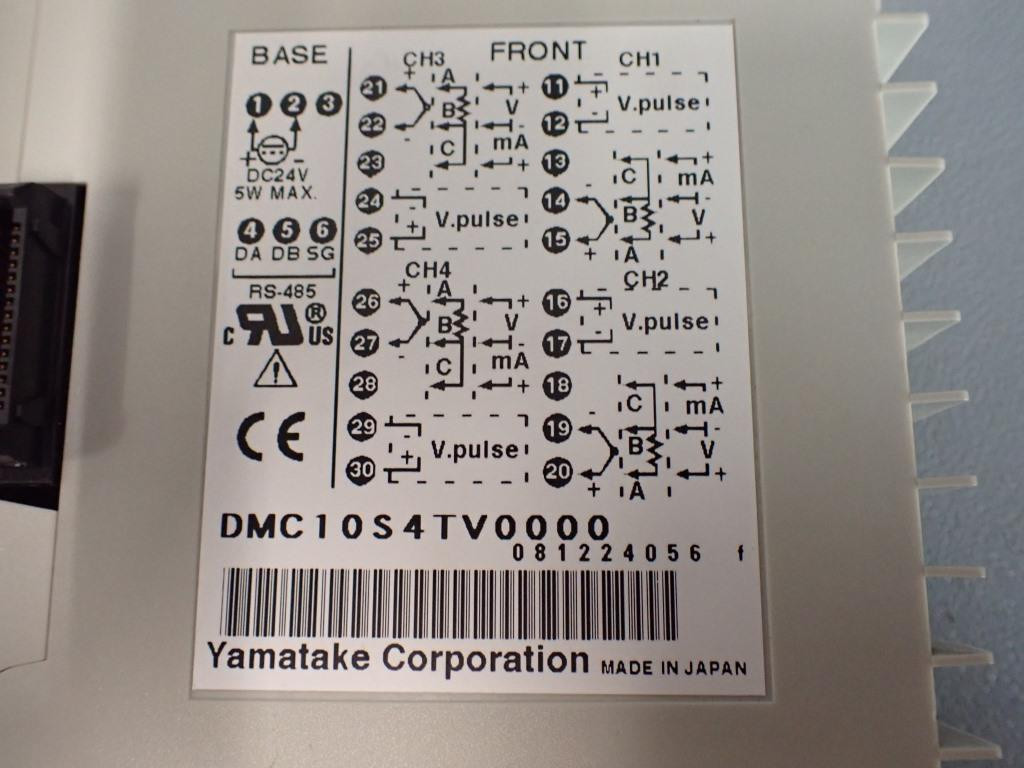 BASE
FRONT
1 2 3
+ -
DC24V
5W MAX.
4 5 6
DA DB SG
RS-485
C RU ® US
CE
CH3
21 + A +
22 B V
- -
23 C mA
+
24 -
V.pulse
25 +
CH4
26 + A +
27 B V
- -
28 C mA
+
29 -
V.pulse
30 +
CH1
11 +
V.pulse
12 -
13 C + mA
14 - B - V
15 + A +
CH2
16 +
V.pulse
17 -
18 C + mA
19 - B - V
20 + A +
DMC10S4TV0000
081224056 f
Yamatake Corporation MADE IN JAPAN